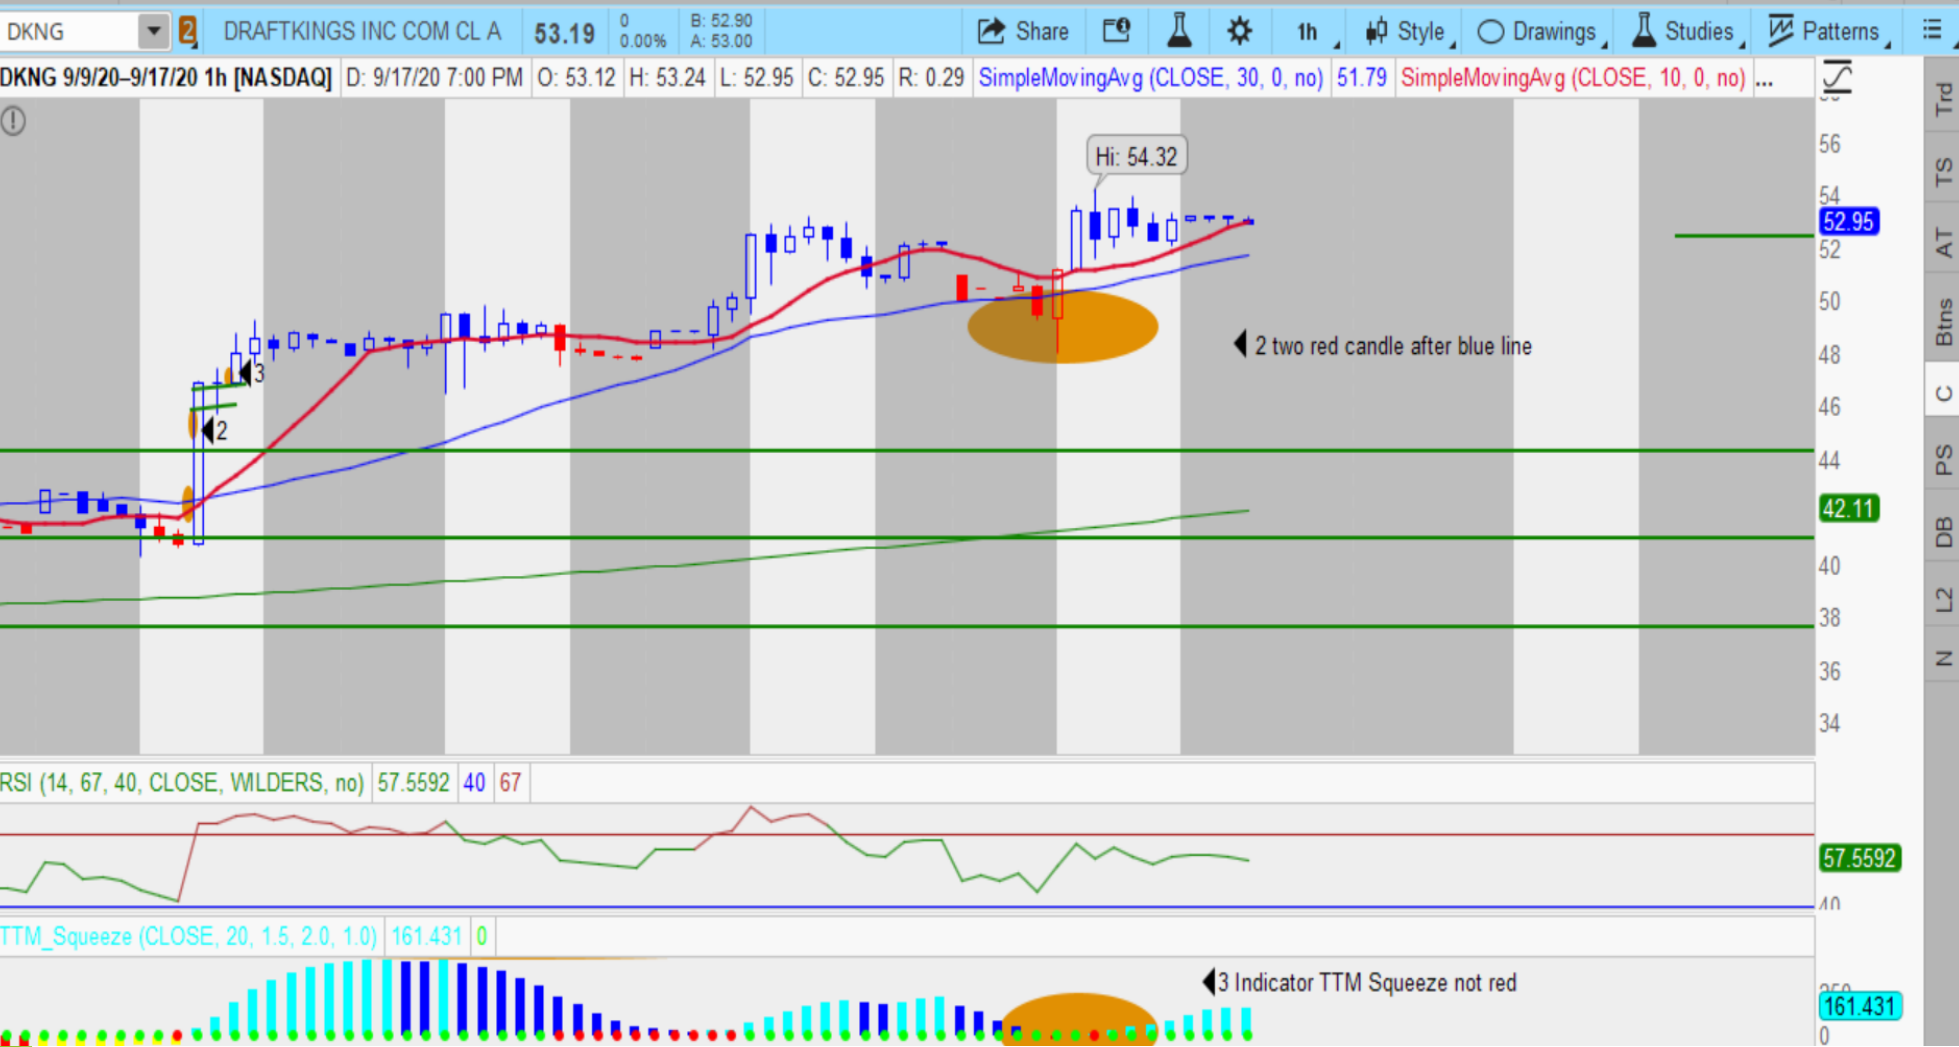 DKNG 2 DRAFTKINGS INC COM CL A 53.19 0 0.00% B: 52.90 A: 53.00 Share 1h Style Drawings Studies Patterns
DKNG 9/9/20–9/17/20 1h [NASDAQ] D: 9/17/20 7:00 PM O: 53.12 H: 53.24 L: 52.95 C: 52.95 R: 0.29 SimpleMovingAvg (CLOSE, 30, 0, no) 51.79 SimpleMovingAvg (CLOSE, 10, 0, no) ...
Hi: 54.32
56
54
52.95
52
50
48
46
44
42.11
40
38
36
34
3
2
2 two red candle after blue line
Trd
TS
AT
Btns
C
PS
DB
L2
N
RSI (14, 67, 40, CLOSE, WILDERS, no) 57.5592 40 67
57.5592
40
TTM_Squeeze (CLOSE, 20, 1.5, 2.0, 1.0) 161.431 0
3 Indicator TTM Squeeze not red
161.431
0